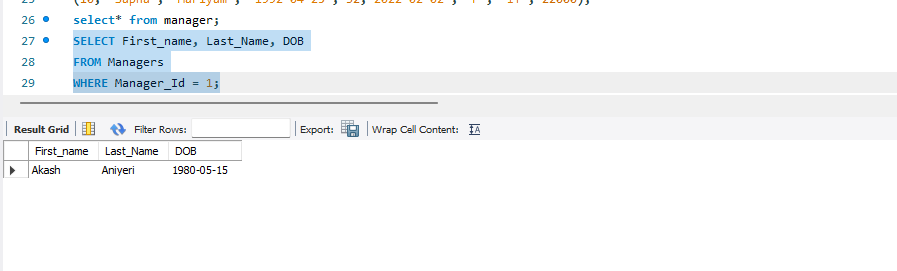 26 select* from manager;
27 SELECT First_name, Last_Name, DOB
28 FROM Managers
29 WHERE Manager_Id = 1;
Result Grid Filter Rows: Export: Wrap Cell Content: IA
First_name Last_Name DOB
Akash Aniyeri 1980-05-15